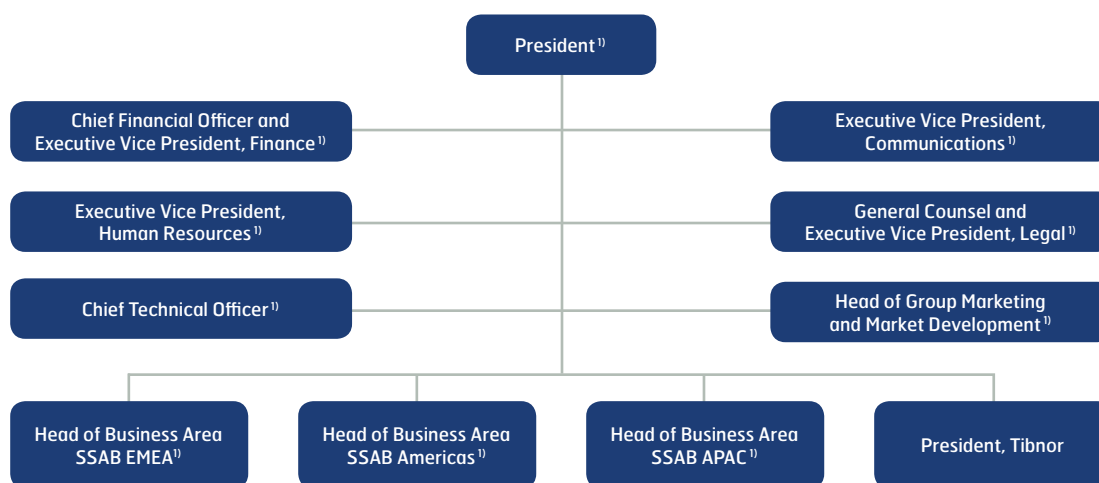 President 1)
Chief Financial Officer and
Executive Vice President, Finance 1)
Executive Vice President,
Communications 1)
Executive Vice President,
Human Resources 1)
General Counsel and
Executive Vice President, Legal 1)
Chief Technical Officer 1)
Head of Group Marketing
and Market Development 1)
Head of Business Area
SSAB EMEA 1)
Head of Business Area
SSAB Americas 1)
Head of Business Area
SSAB APAC 1)
President, Tibnor